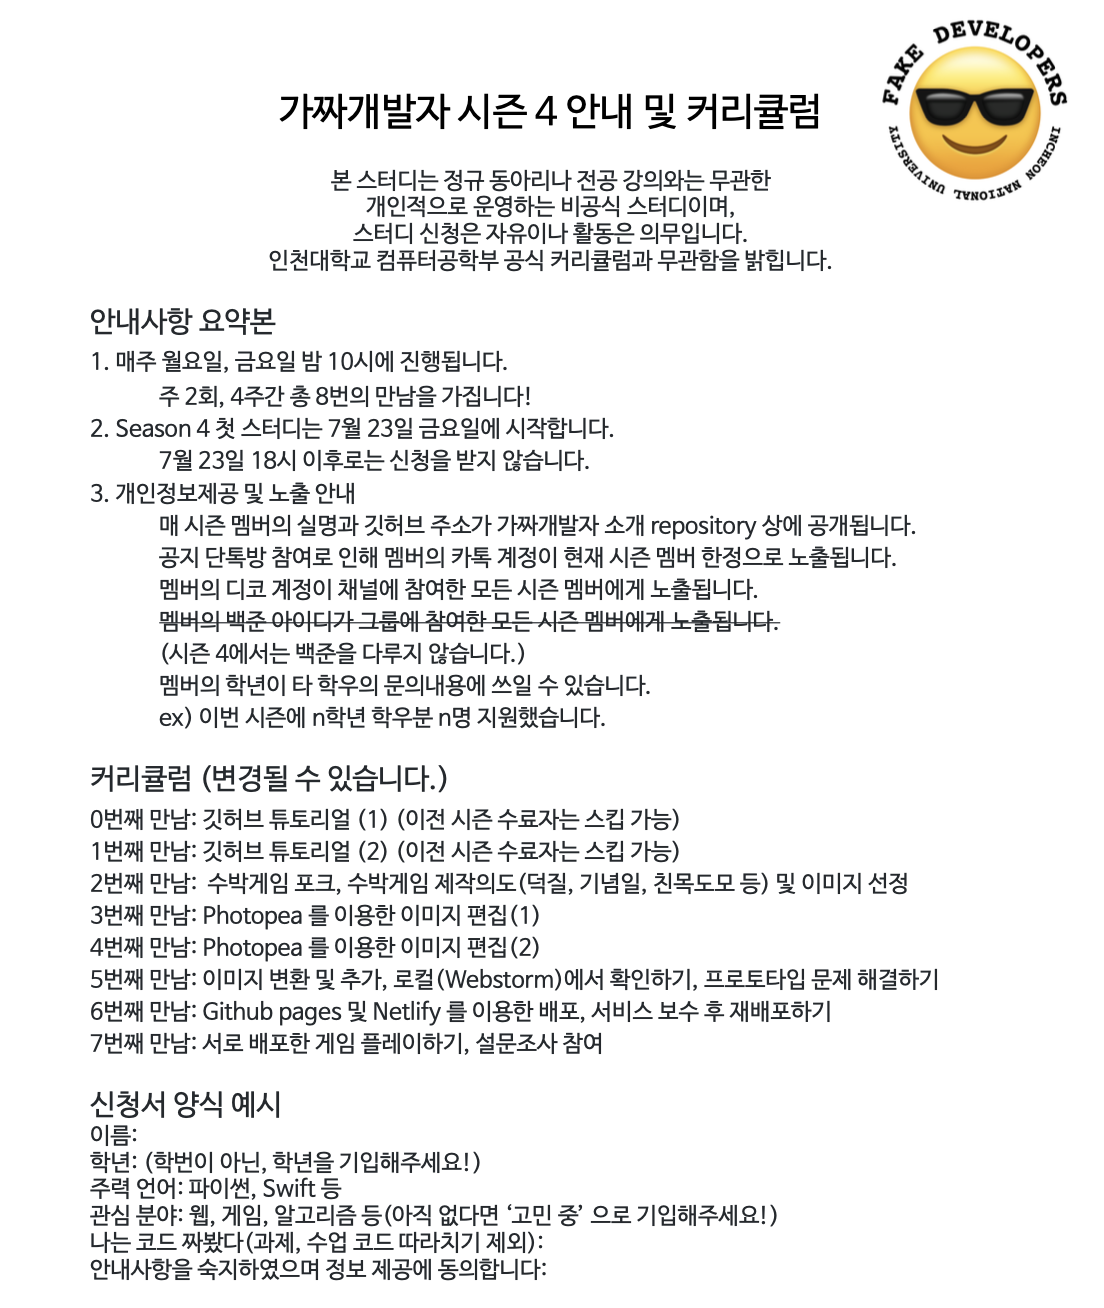 FAKE DEVELOPERS
INCHEON NATIONAL UNIVERSITY
가짜개발자 시즌 4 안내 및 커리큘럼
본 스터디는 정규 동아리나 전공 강의와는 무관한
개인적으로 운영하는 비공식 스터디이며,
스터디 신청은 자유이나 활동은 의무입니다.
인천대학교 컴퓨터공학부 공식 커리큘럼과 무관함을 밝힙니다.
안내사항 요약본
1. 매주 월요일, 금요일 밤 10시에 진행됩니다.
주 2회, 4주간 총 8번의 만남을 가집니다!
2. Season 4 첫 스터디는 7월 23일 금요일에 시작합니다.
7월 23일 18시 이후로는 신청을 받지 않습니다.
3. 개인정보제공 및 노출 안내
매 시즌 멤버의 실명과 깃허브 주소가 가짜개발자 소개 repository 상에 공개됩니다.
공지 단톡방 참여로 인해 멤버의 카톡 계정이 현재 시즌 멤버 한정으로 노출됩니다.
멤버의 디코 계정이 채널에 참여한 모든 시즌 멤버에게 노출됩니다.
멤버의 백준 아이디가 그룹에 참여한 모든 시즌 멤버에게 노출됩니다.
(시즌 4에서는 백준을 다루지 않습니다.)
멤버의 학년이 타 학우의 문의내용에 쓰일 수 있습니다.
ex) 이번 시즌에 n학년 학우분 n명 지원했습니다.
커리큘럼 (변경될 수 있습니다.)
0번째 만남: 깃허브 튜토리얼 (1) (이전 시즌 수료자는 스킵 가능)
1번째 만남: 깃허브 튜토리얼 (2) (이전 시즌 수료자는 스킵 가능)
2번째 만남: 수박게임 포크, 수박게임 제작의도(덕질, 기념일, 친목도모 등) 및 이미지 선정
3번째 만남: Photopea 를 이용한 이미지 편집(1)
4번째 만남: Photopea 를 이용한 이미지 편집(2)
5번째 만남: 이미지 변환 및 추가, 로컬(Webstorm)에서 확인하기, 프로토타입 문제 해결하기
6번째 만남: Github pages 및 Netlify 를 이용한 배포, 서비스 보수 후 재배포하기
7번째 만남: 서로 배포한 게임 플레이하기, 설문조사 참여
신청서 양식 예시
이름:
학년: (학번이 아닌, 학년을 기입해주세요!)
주력 언어: 파이썬, Swift 등
관심 분야: 웹, 게임, 알고리즘 등(아직 없다면 ‘고민 중’ 으로 기입해주세요!)
나는 코드 짜봤다(과제, 수업 코드 따라치기 제외):
안내사항을 숙지하였으며 정보 제공에 동의합니다: